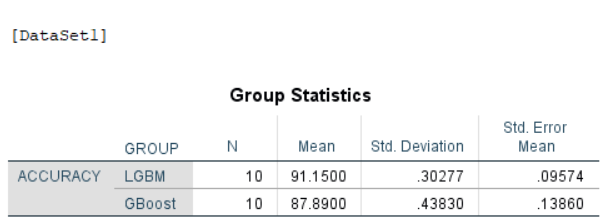 [DataSet1]
Group Statistics
GROUP N Mean Std. Deviation Std. Error Mean
ACCURACY LGBM 10 91.1500 .30277 .09574
GBoost 10 87.8900 .43830 .13860